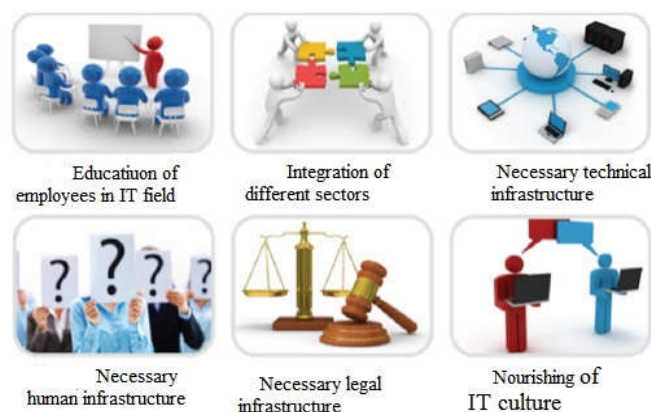 Educatiuon of
employees in IT field
Integration of
different sectors
Necessary technical
infrastructure
? ? ? ?
Necessary
human infrastructure
Necessary legal
infrastructure
Nourishing of
IT culture